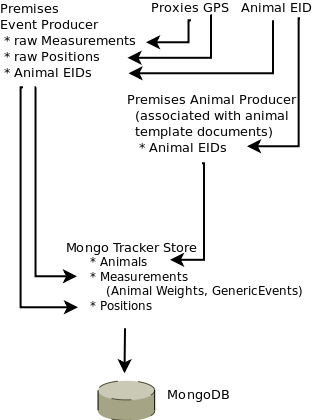 Premises
Event Producer
* raw Measurements
* raw Positions
* Animal EIDs
Proxies GPS
Animal EID
Premises Animal Producer
(associated with animal
template documents)
* Animal EIDs
Mongo Tracker Store
* Animals
* Measurements
(Animal Weights, GenericEvents)
* Positions
MongoDB